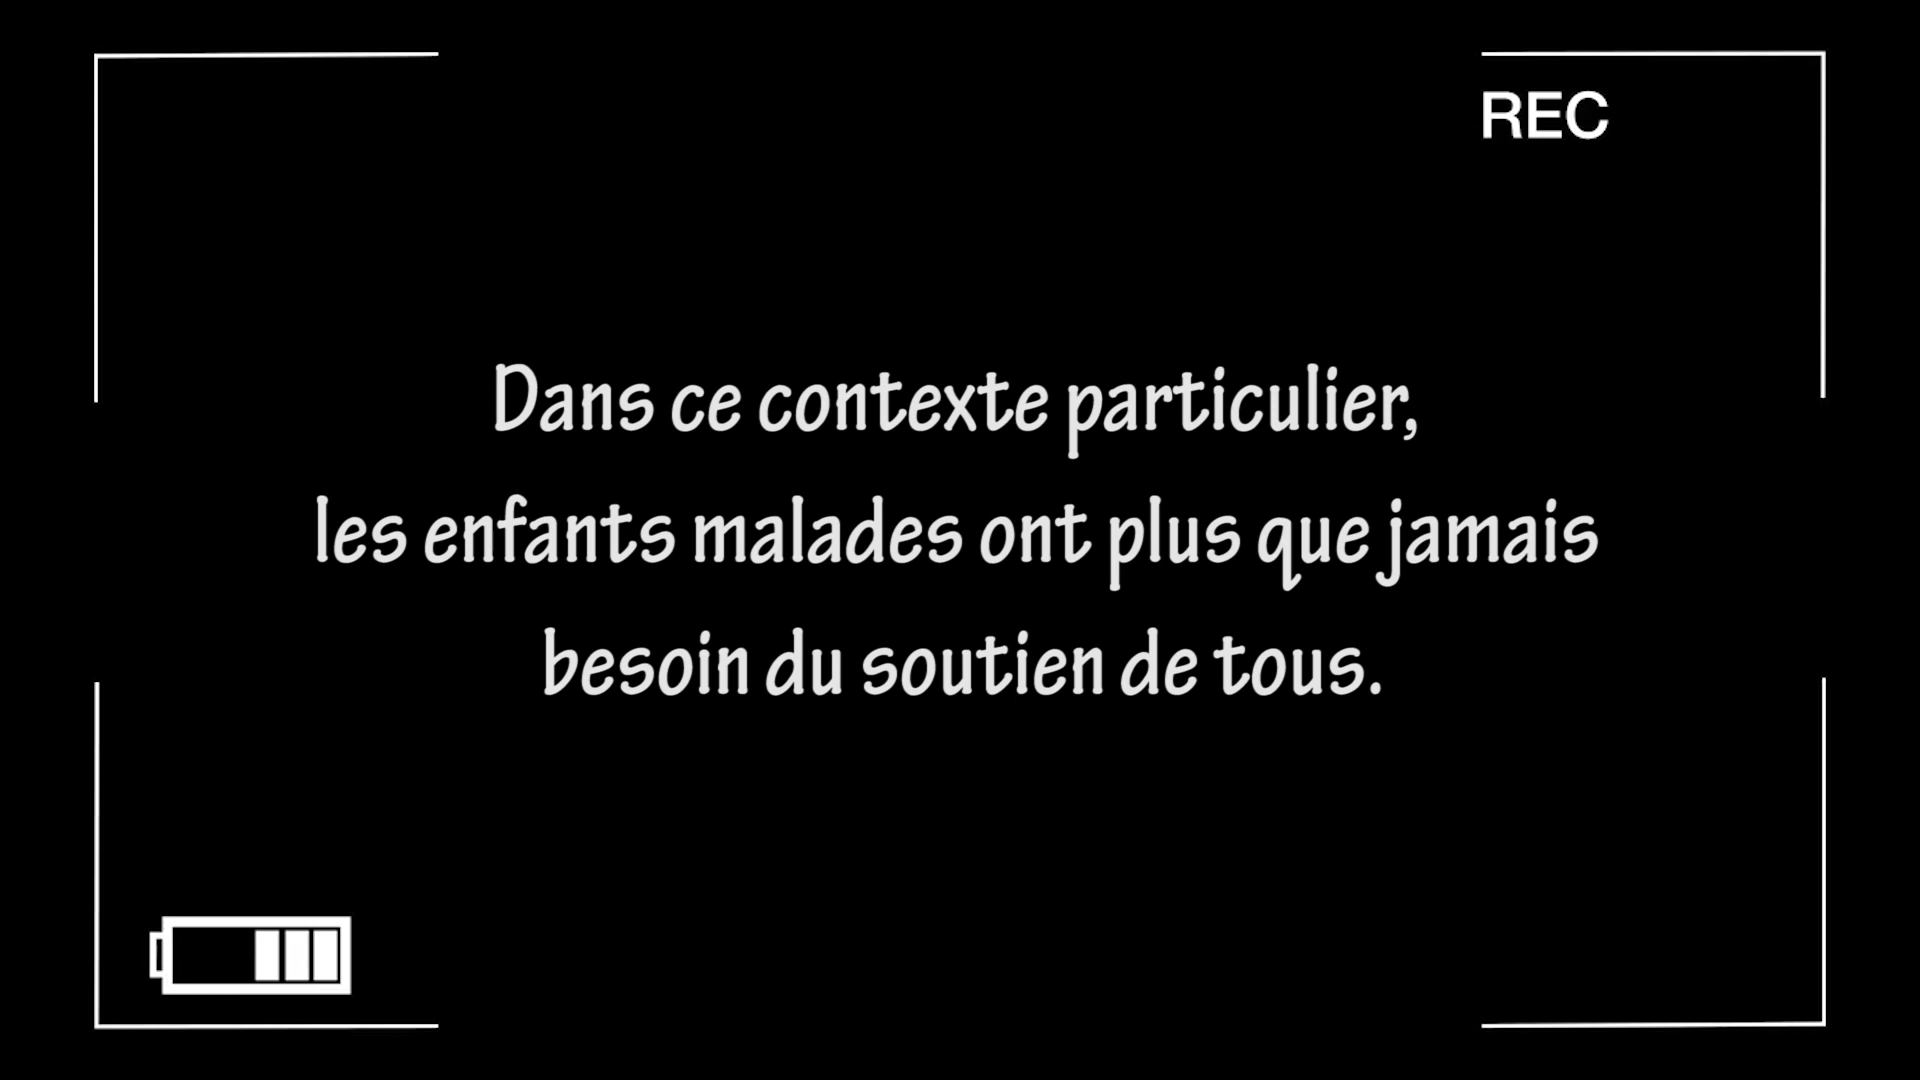 REC
Dans ce contexte particulier,
les enfants malades ont plus que jamais
besoin du soutien de tous.